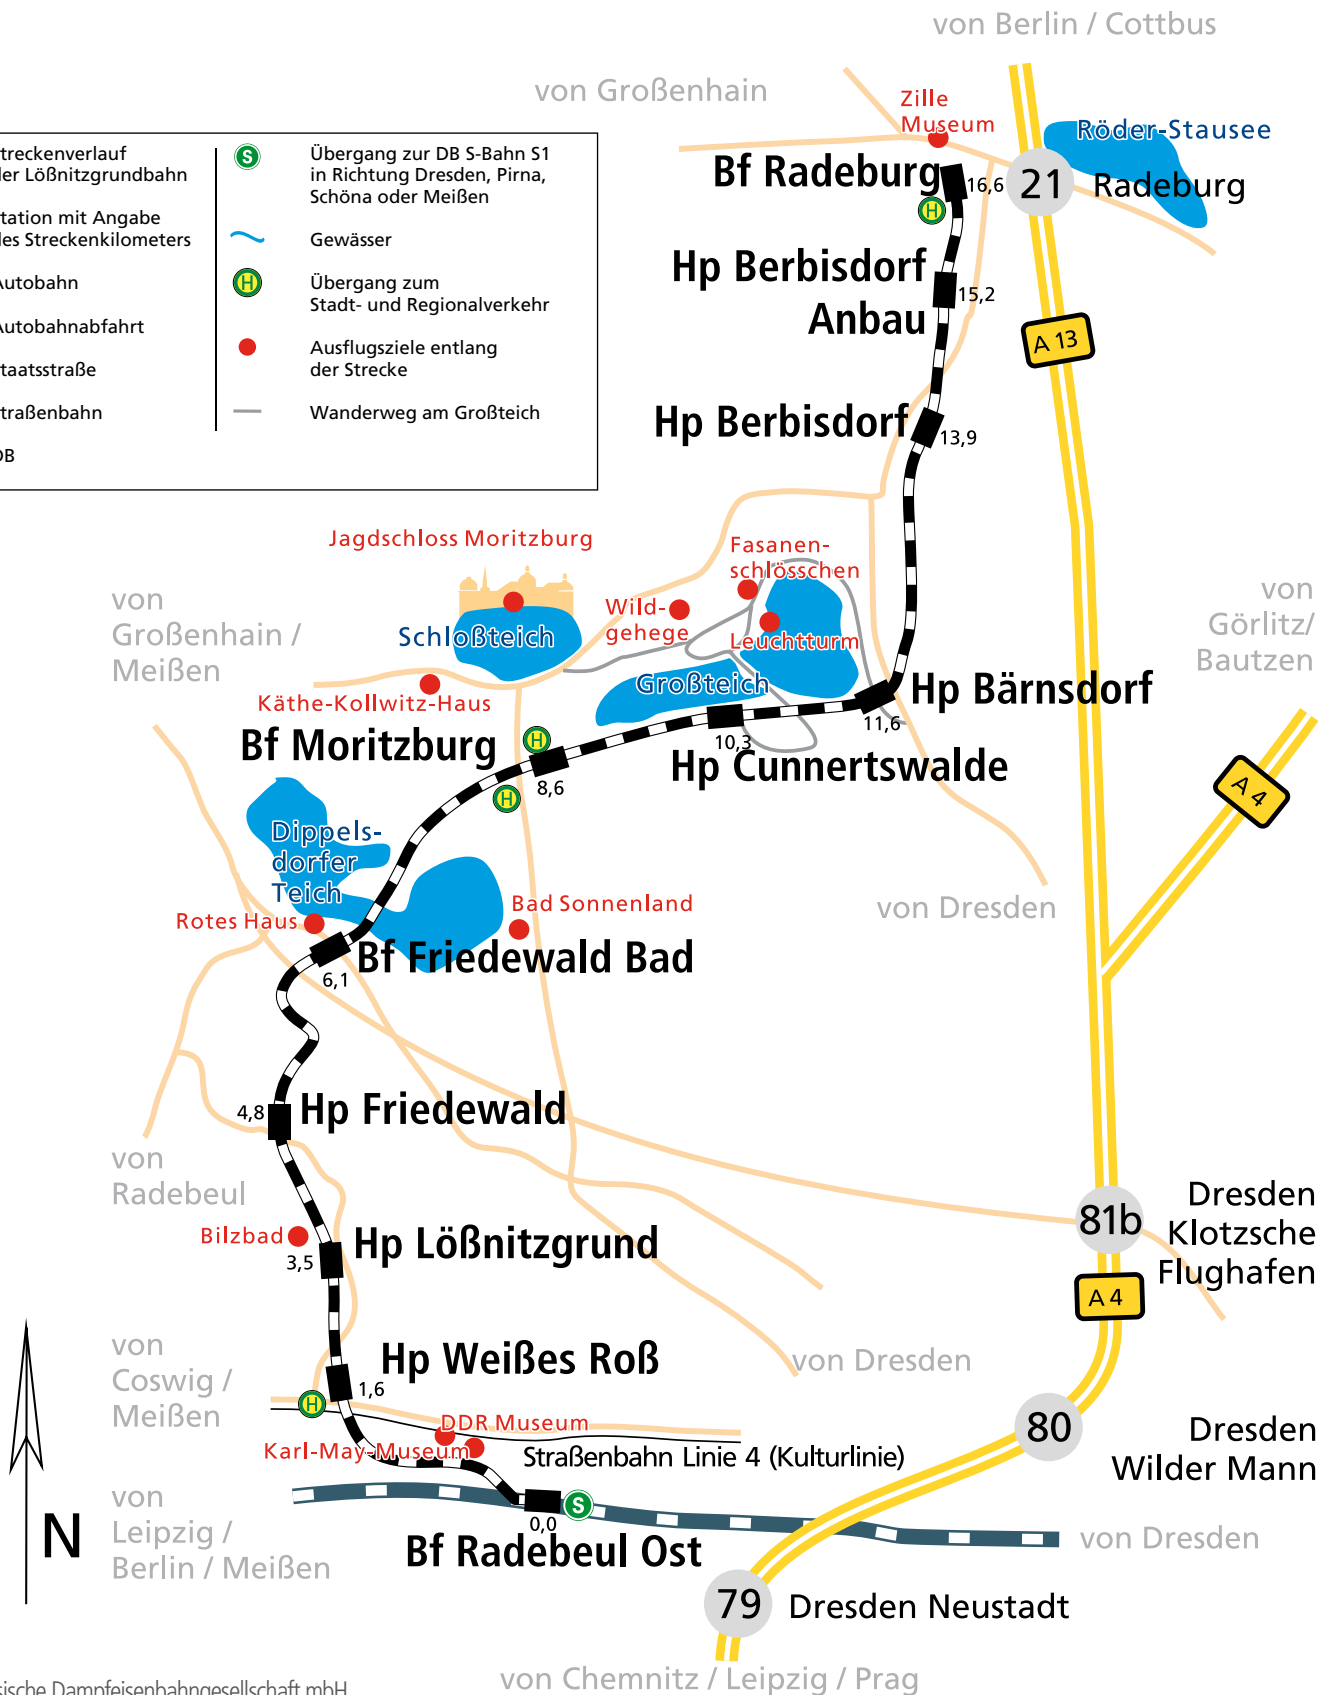 von Berlin / Cottbus
von Großenhain
Zille
Museum
Röder-Stausee
Bf Radeburg
16,6
21
Radeburg
H
treckenverlauf
der Lößnitzgrundbahn
tation mit Angabe
des Streckenkilometers
Autobahn
Autobahnabfahrt
taatsstraße
traßenbahn
DB
S
Übergang zur DB S-Bahn S1
in Richtung Dresden, Pirna,
Schöna oder Meißen
Gewässer
H
Übergang zum
Stadt- und Regionalverkehr
Ausflugsziele entlang
der Strecke
Wanderweg am Großteich
Hp Berbisdorf
Anbau
15,2
A 13
Hp Berbisdorf
13,9
Jagdschloss Moritzburg
Fasanen-
schlösschen
von
Großenhain /
Meißen
Schloßteich
Wild-
gehege
Leuchtturm
von
Görlitz/
Bautzen
Käthe-Kollwitz-Haus
Großteich
Hp Bärnsdorf
11,6
Bf Moritzburg
H
10,3
Hp Cunnertswalde
8,6
H
A 4
Dippels-
dorfer
Teich
Rotes Haus
Bad Sonnenland
von Dresden
Bf Friedewald Bad
6,1
4,8
Hp Friedewald
von
Radebeul
81b
Dresden
Klotzsche
Flughafen
Bilzbad
3,5
Hp Lößnitzgrund
A 4
von
Coswig /
Meißen
Hp Weißes Roß
1,6
von Dresden
H
DDR Museum
Karl-May-Museum
Straßenbahn Linie 4 (Kulturlinie)
80
Dresden
Wilder Mann
N
von
Leipzig /
Berlin / Meißen
S
0,0
Bf Radebeul Ost
von Dresden
79
Dresden Neustadt
von Chemnitz / Leipzig / Prag
sische Dampfeisenbahngesellschaft mbH